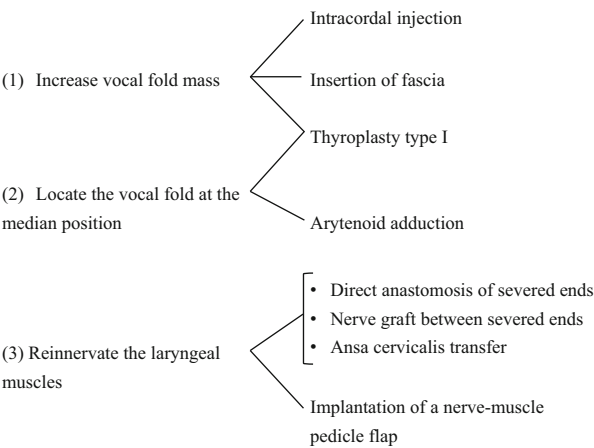 Intracordal injection
(1) Increase vocal fold mass
Insertion of fascia
Thyroplasty type I
(2) Locate the vocal fold at the
median position
Arytenoid adduction
• Direct anastomosis of severed ends
• Nerve graft between severed ends
• Ansa cervicalis transfer
(3) Reinnervate the laryngeal
muscles
Implantation of a nerve-muscle
pedicle flap